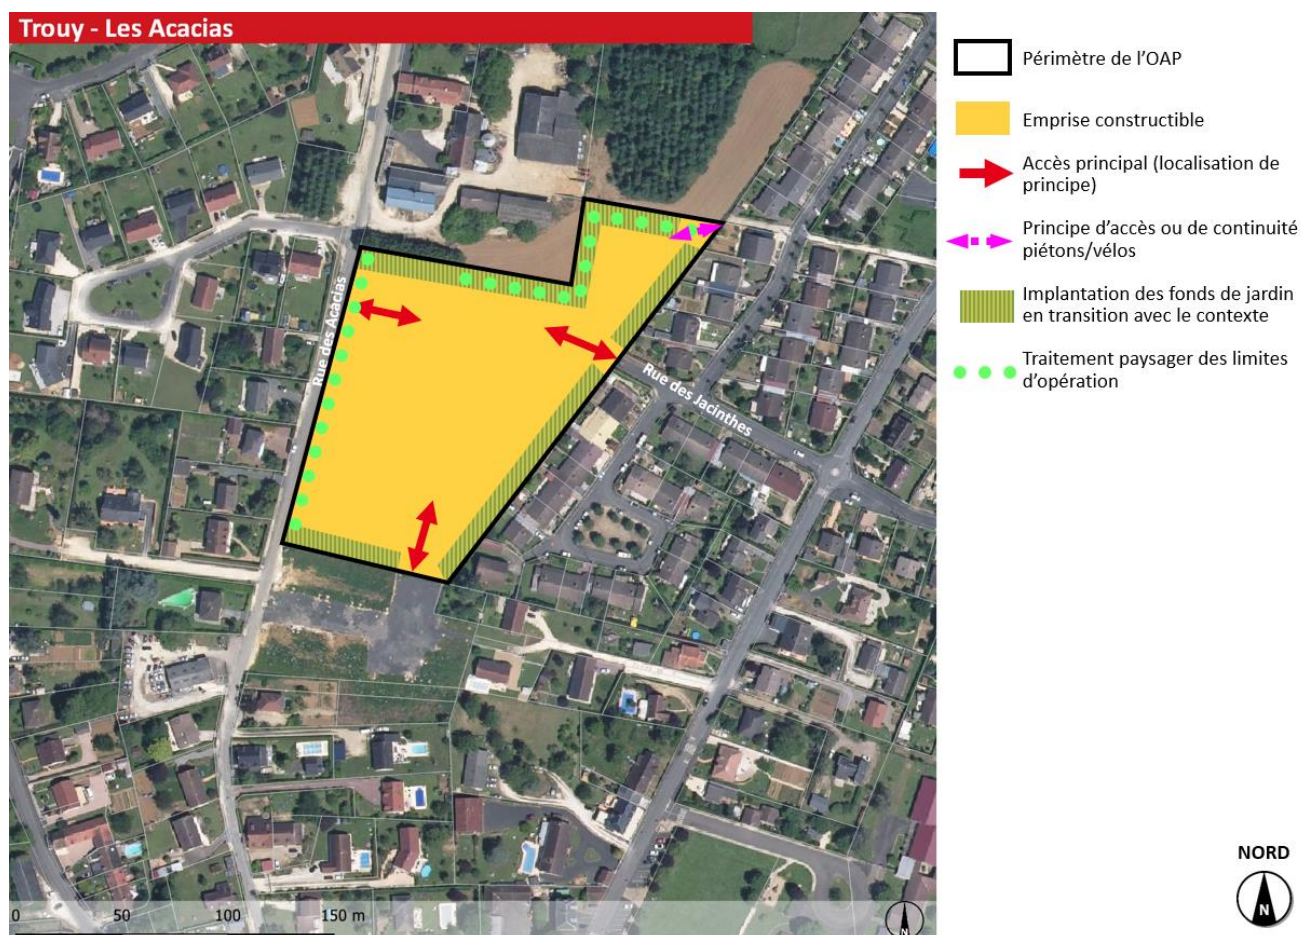 Trouy - Les Acacias
Périmètre de l’OAP
Emprise constructible
Accès principal (localisation de
principe)
Principe d’accès ou de continuité
piétons/vélos
Implantation des fonds de jardin
en transition avec le contexte
Traitement paysager des limites
d’opération
Rue des Acacias
Rue des Jacinthes
NORD
N
0 50 100 150 m
N